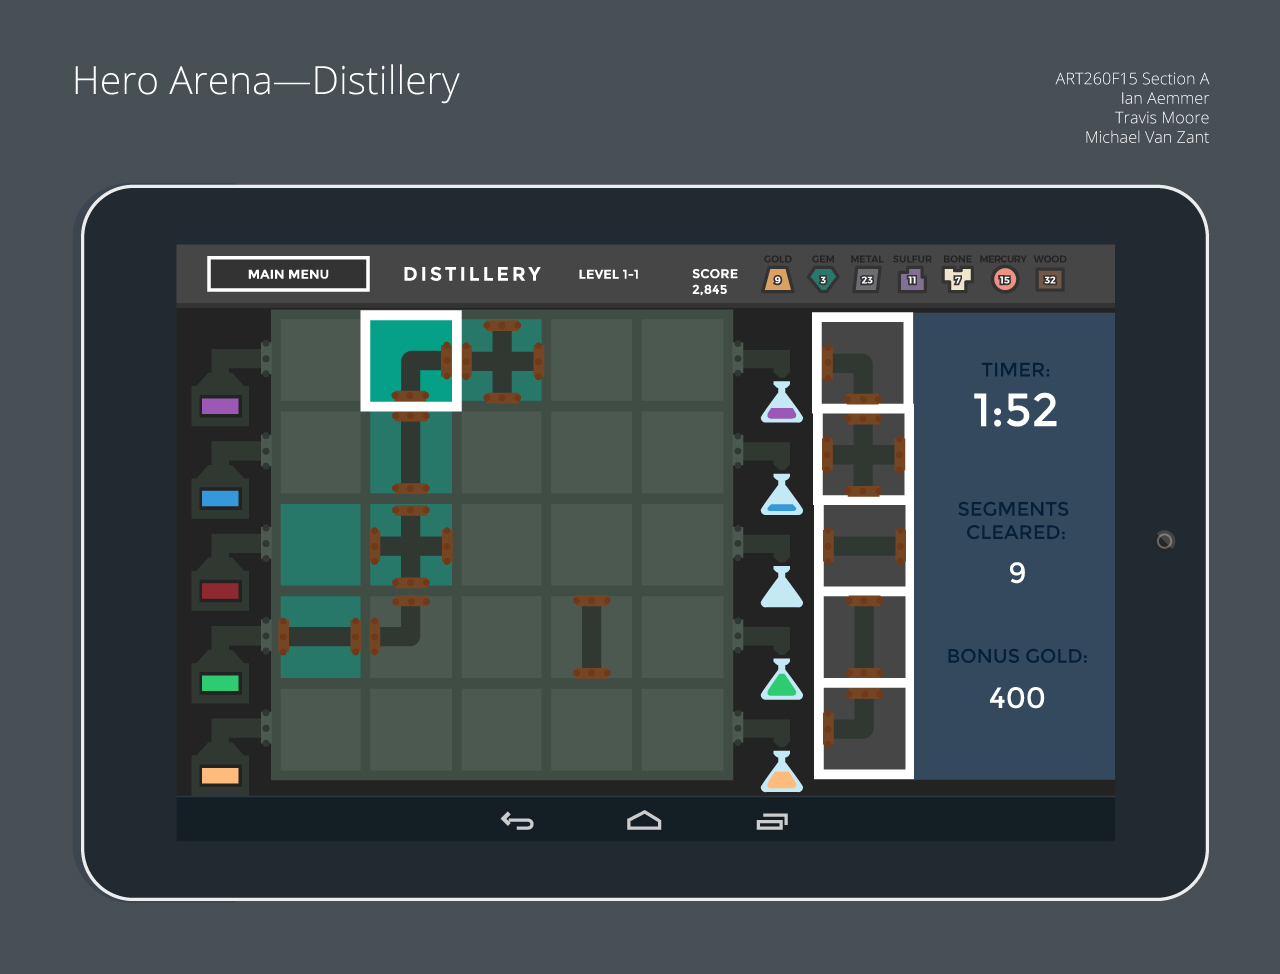 Hero Arena—Distillery
ART260F15 Section A
Ian Aemmer
Travis Moore
Michael Van Zant
MAIN MENU
DISTILLERY
LEVEL 1-1
SCORE
2,845
GOLD GEM METAL SULFUR BONE MERCURY WOOD
9 3 23 11 7 15 32
TIMER:
1:52
SEGMENTS
CLEARED:
9
BONUS GOLD:
400